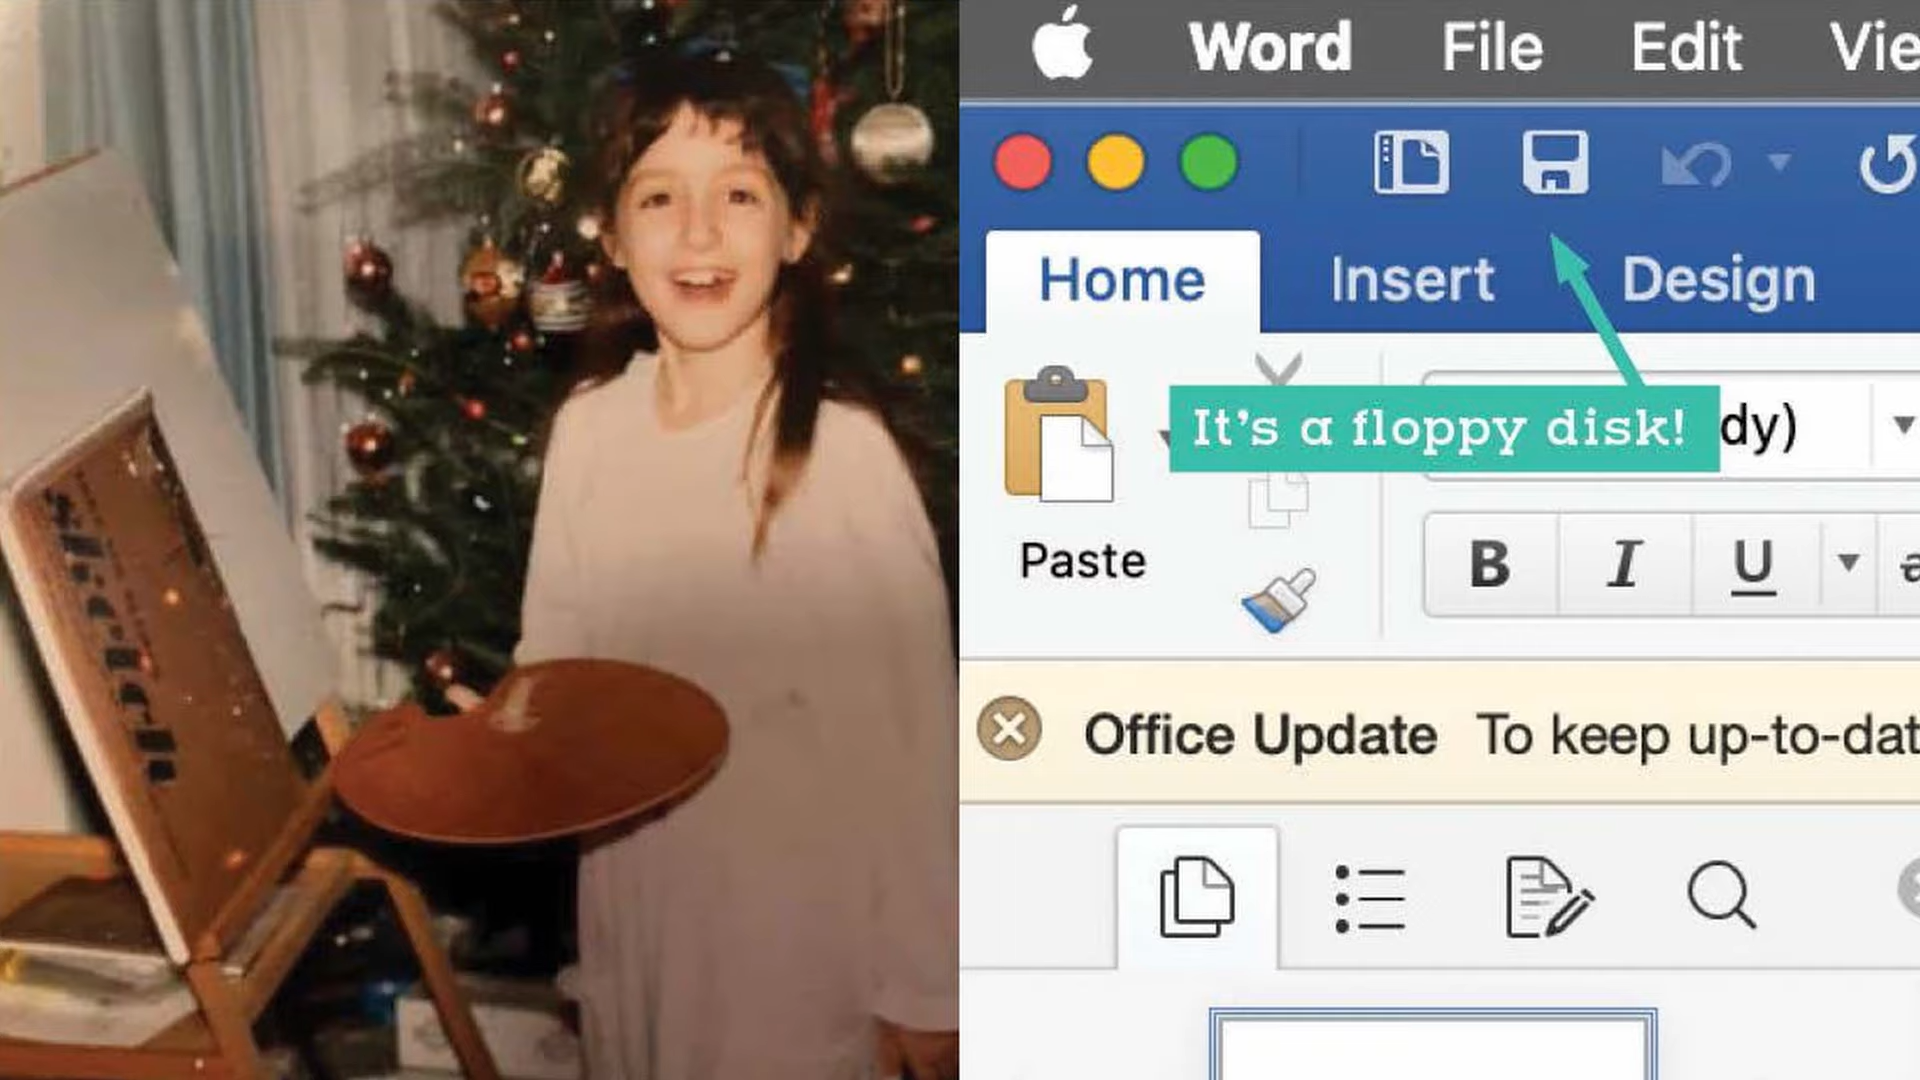 Word File Edit Vie
Home Insert Design
It's a floppy disk!
dy)
Paste
B I U a
Office Update To keep up-to-dat